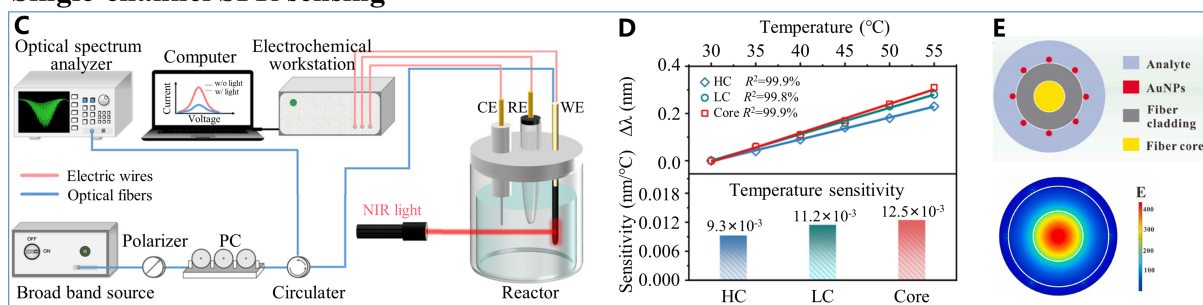 Single-channel SPR sensing
C
Optical spectrum
analyzer
Computer
Electrochemical
workstation
Current
w/o light
w/ light
Voltage
CE
RE
WE
Electric wires
Optical fibers
NIR light
OFF
ON
Polarizer
PC
Broad band source
Circulater
Reactor
D
Temperature (°C)
30 35 40 45 50 55
Δλ (nm)
0.4
0.2
0.0
HC R²=99.9%
LC R²=99.8%
Core R²=99.9%
Sensitivity (nm/°C)
0.018
0.012
0.006
0.000
Temperature sensitivity
9.3×10⁻³
11.2×10⁻³
12.5×10⁻³
HC LC Core
E
Analyte
AuNPs
Fiber
cladding
Fiber core
E
400
300
200
100